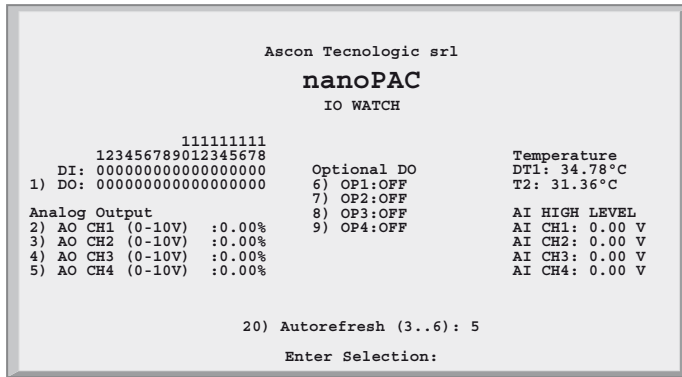 Ascon Tecnologic srl
nanoPAC
IO WATCH
111111111
123456789012345678
DI: 000000000000000000
1) DO: 000000000000000000
Optional DO
6) OP1:OFF
7) OP2:OFF
8) OP3:OFF
9) OP4:OFF
Temperature
DT1: 34.78°C
T2: 31.36°C
Analog Output
2) AO CH1 (0-10V) :0.00%
3) AO CH2 (0-10V) :0.00%
4) AO CH3 (0-10V) :0.00%
5) AO CH4 (0-10V) :0.00%
AI HIGH LEVEL
AI CH1: 0.00 V
AI CH2: 0.00 V
AI CH3: 0.00 V
AI CH4: 0.00 V
20) Autorefresh (3..6): 5
Enter Selection: